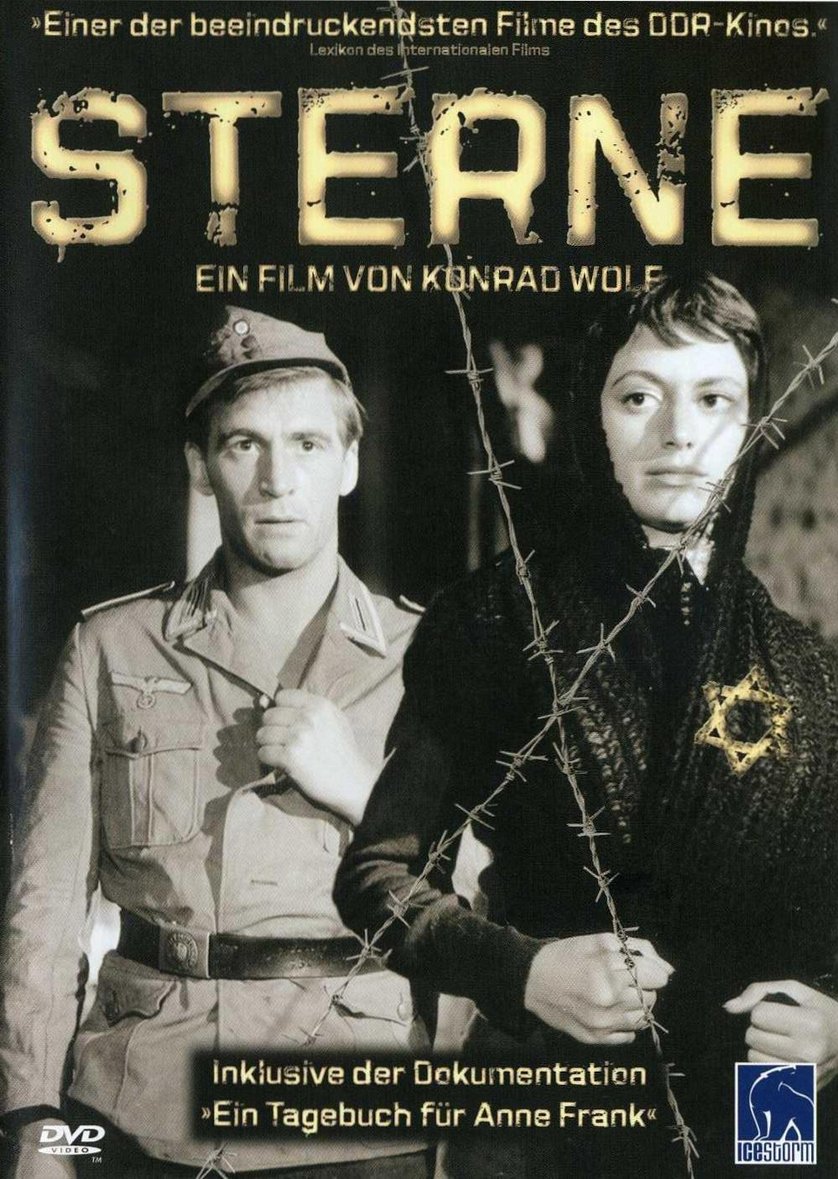 »Einer der beeindruckendsten Filme des DDR-Kinos.«
Lexikon des Internationalen Films
STERNE
EIN FILM VON KONRAD WOLF
Inklusive der Dokumentation
»Ein Tagebuch für Anne Frank«
DVD
VIDEO
TM
ICESTORM